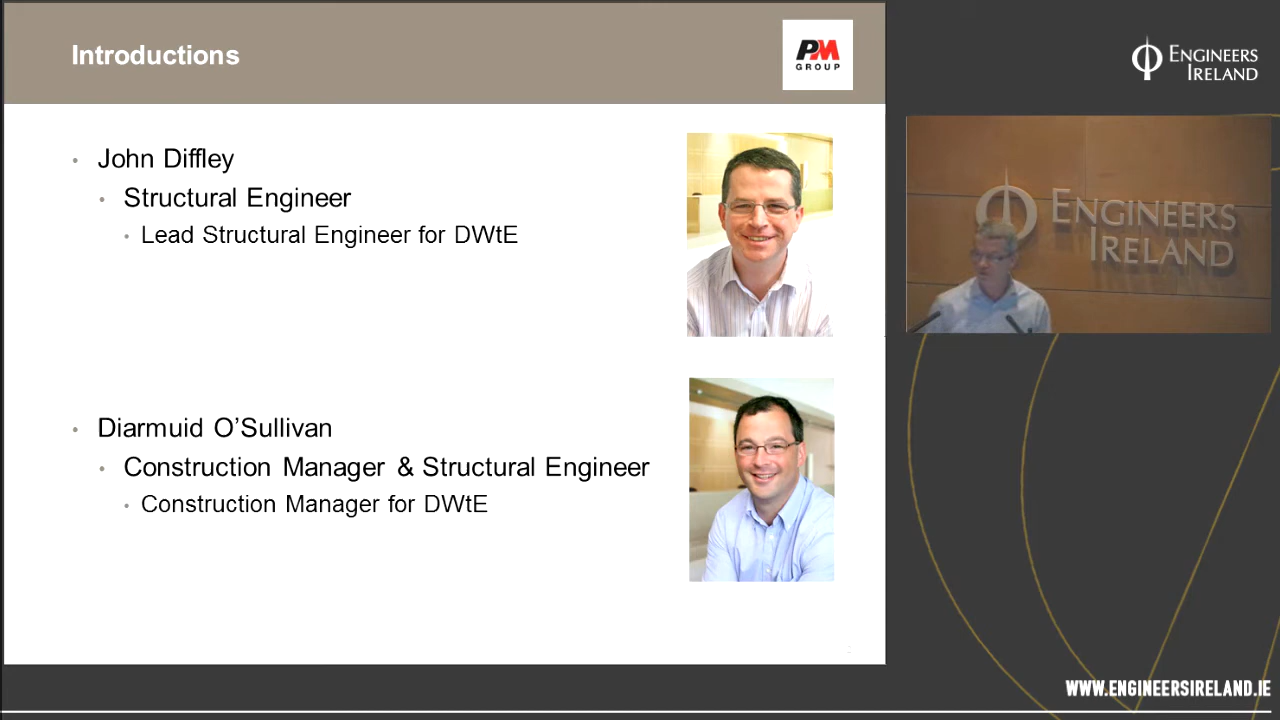 Introductions
PM
GROUP
ENGINEERS
IRELAND
• John Diffley
• Structural Engineer
• Lead Structural Engineer for DWtE
ENGINEERS
IRELAND
• Diarmuid O’Sullivan
• Construction Manager & Structural Engineer
• Construction Manager for DWtE
WWW.ENGINEERSIRELAND.IE